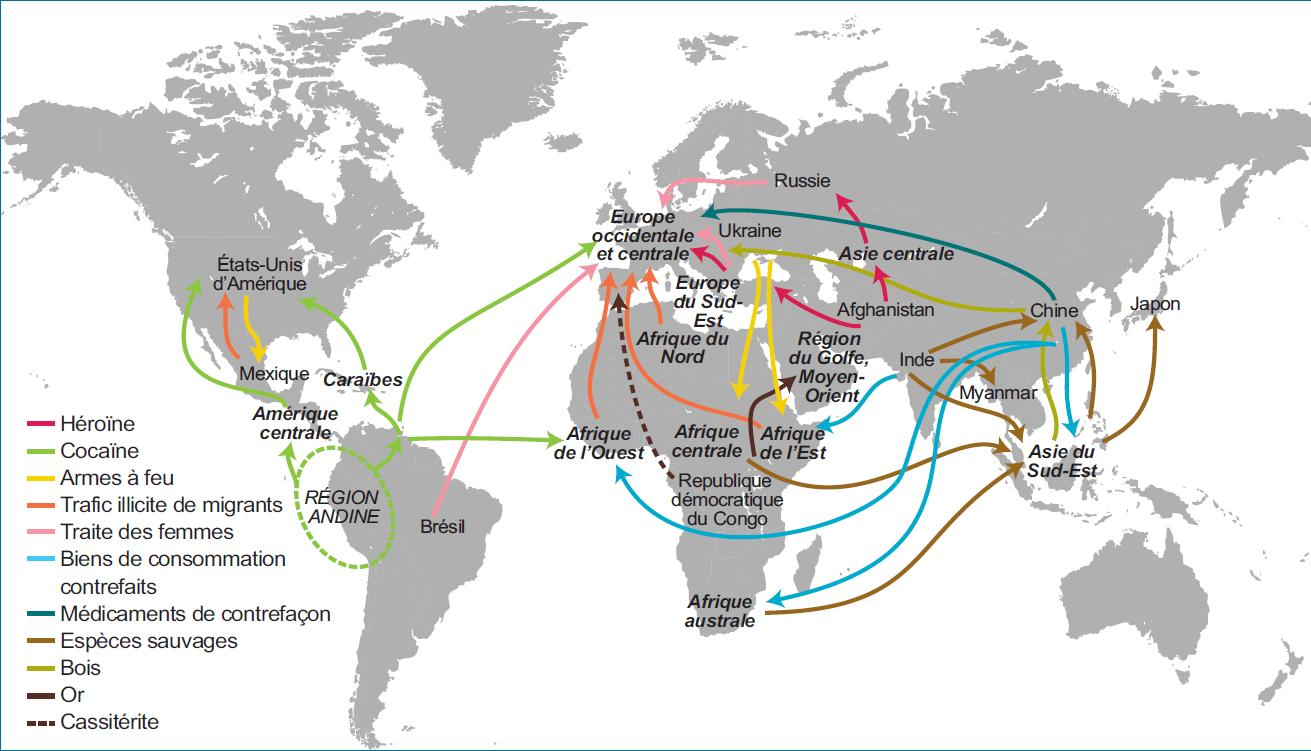 Russie
Europe
occidentale
et centrale
Ukraine
Asie centrale
États-Unis
d'Amérique
Europe
du Sud-
Est
Afghanistan
Chine
Japon
Afrique du
Nord
Région
du Golfe,
Moyen-
Orient
Inde
Mexique
Caraïbes
Myanmar
Amérique
centrale
Afrique
de l'Ouest
Afrique
centrale
Afrique
de l'Est
Asie du
Sud-Est
RÉGION
ANDINE
Brésil
Republique
démocratique
du Congo
Afrique
australe
Héroïne
Cocaïne
Armes à feu
Trafic illicite de migrants
Traite des femmes
Biens de consommation
contrefaits
Médicaments de contrefaçon
Espèces sauvages
Bois
Or
Cassitérite